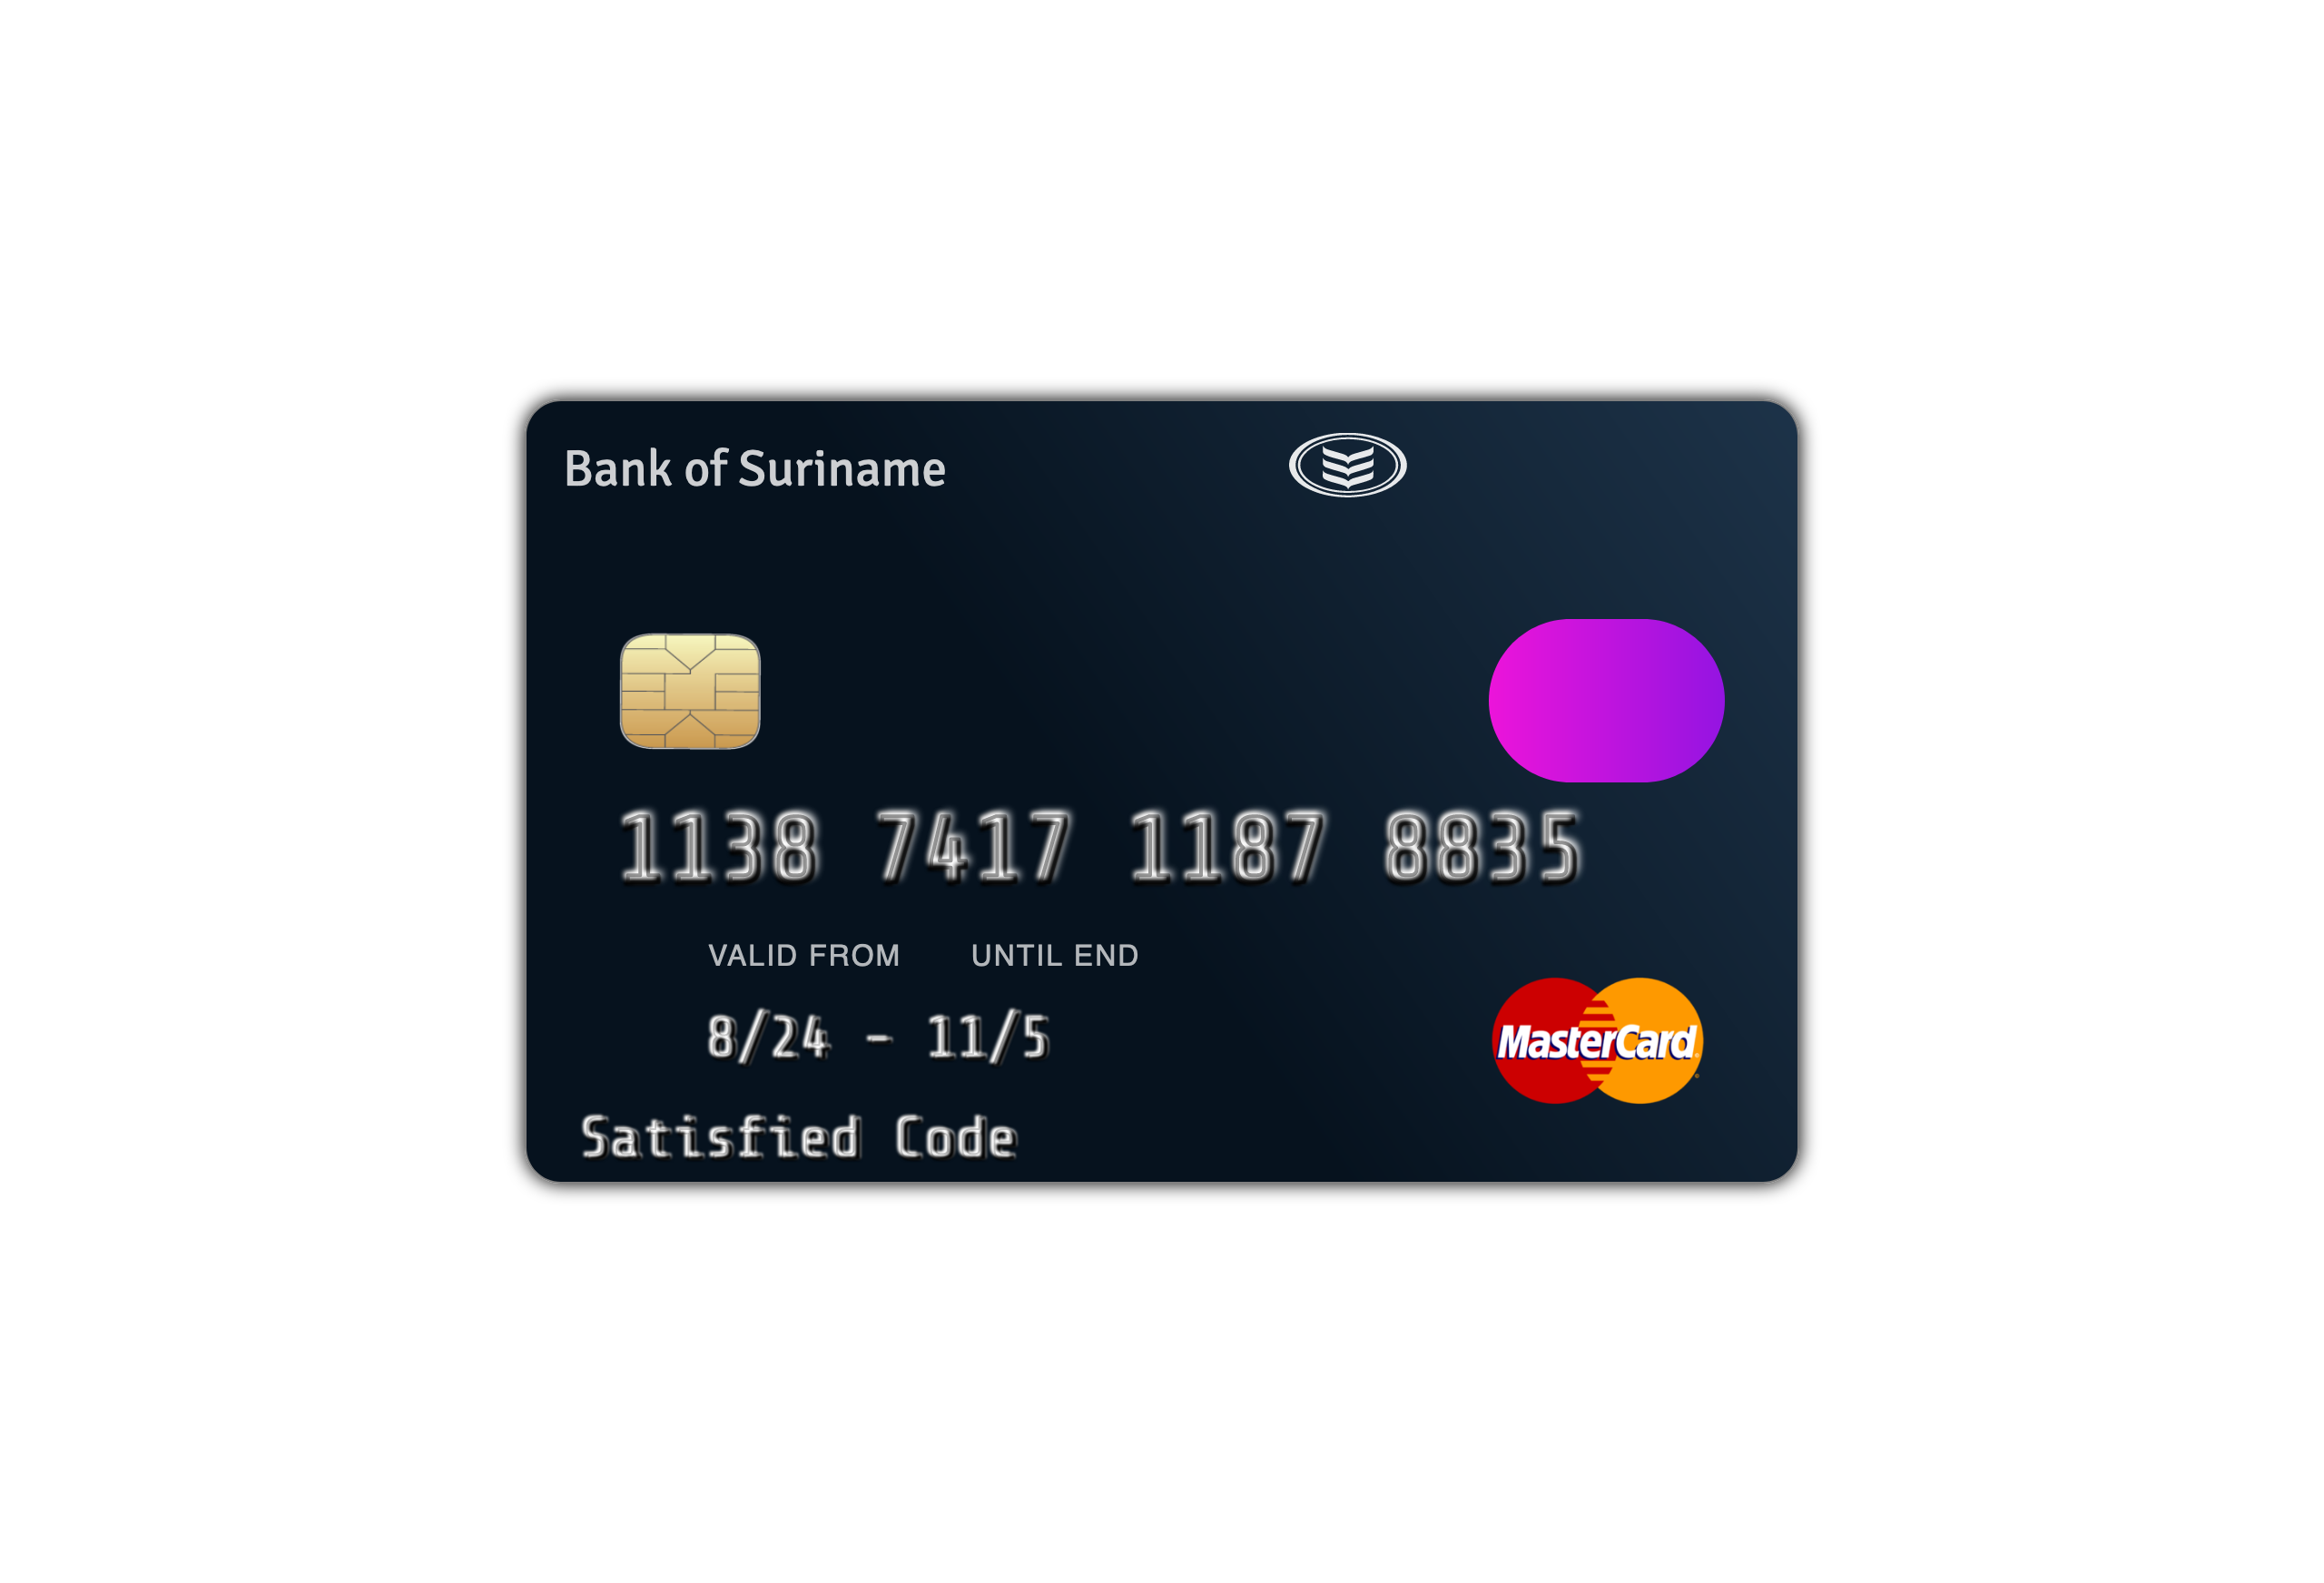 Bank of Suriname
1138 7417 1187 8835
VALID FROM UNTIL END
8/24 - 11/5
MasterCard
Satisfied Code